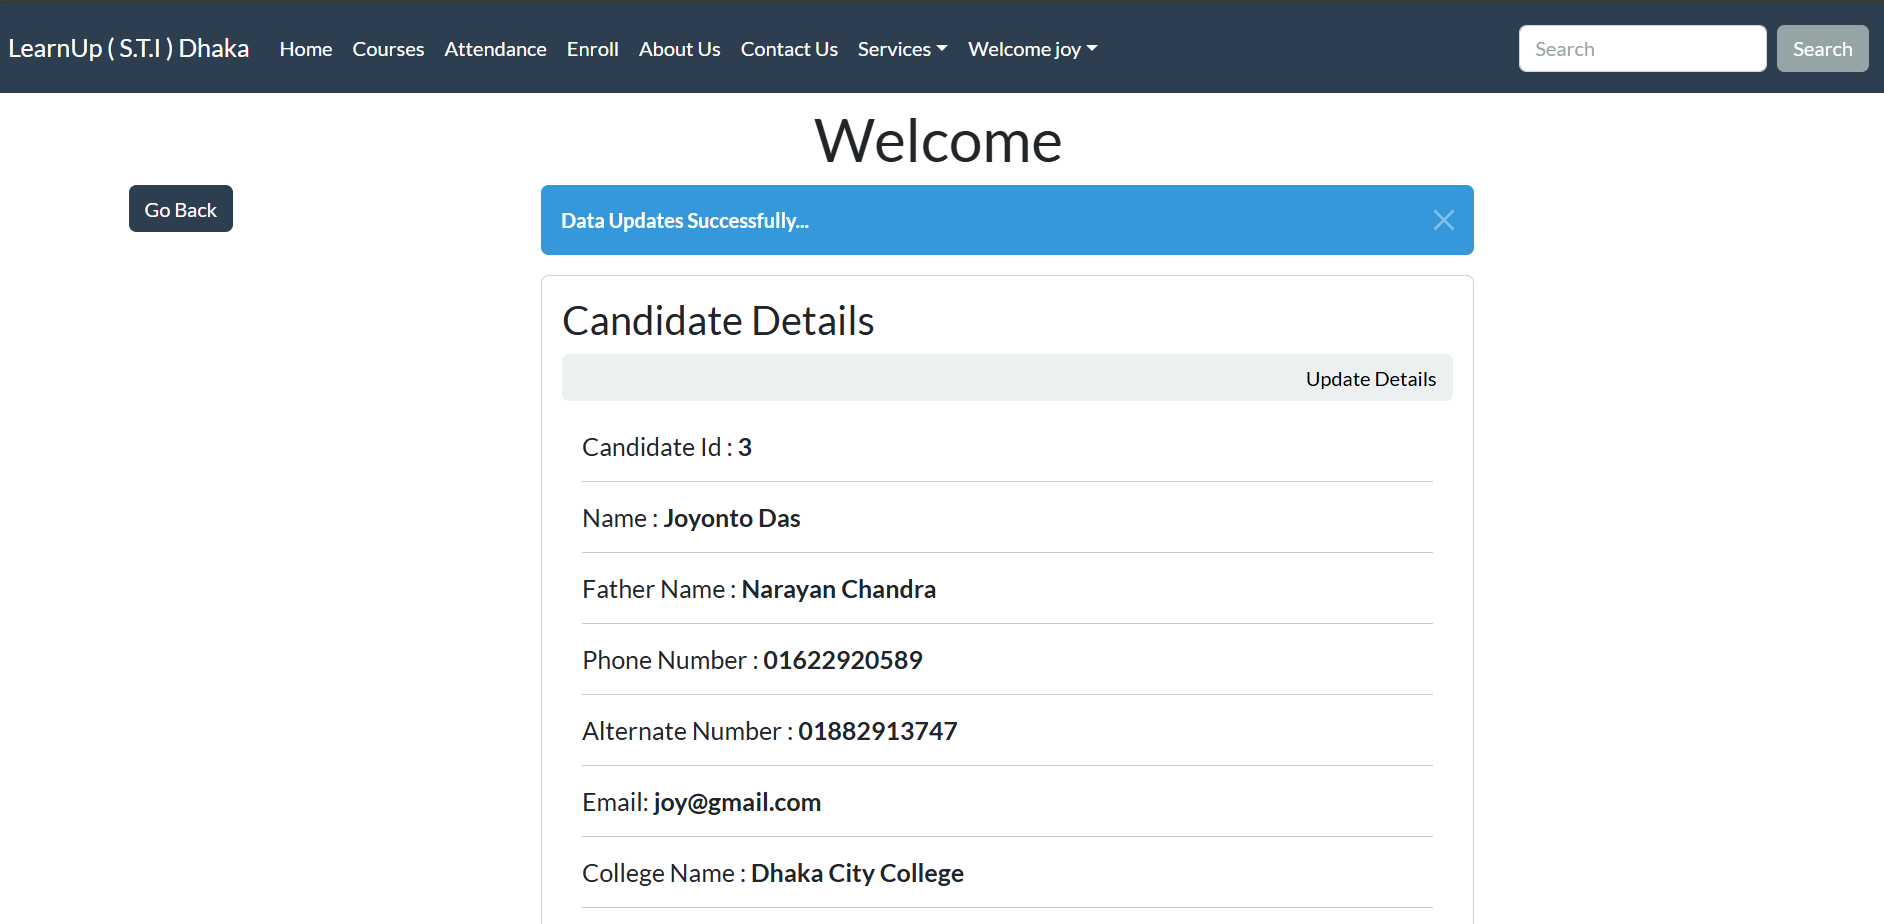 LearnUp ( S.T.I ) Dhaka Home Courses Attendance Enroll About Us Contact Us Services Welcome joy Search Search
Welcome
Go Back
Data Updates Successfully...
Candidate Details
Update Details
Candidate Id : 3
Name : Joyonto Das
Father Name : Narayan Chandra
Phone Number : 01622920589
Alternate Number : 01882913747
Email: joy@gmail.com
College Name : Dhaka City College